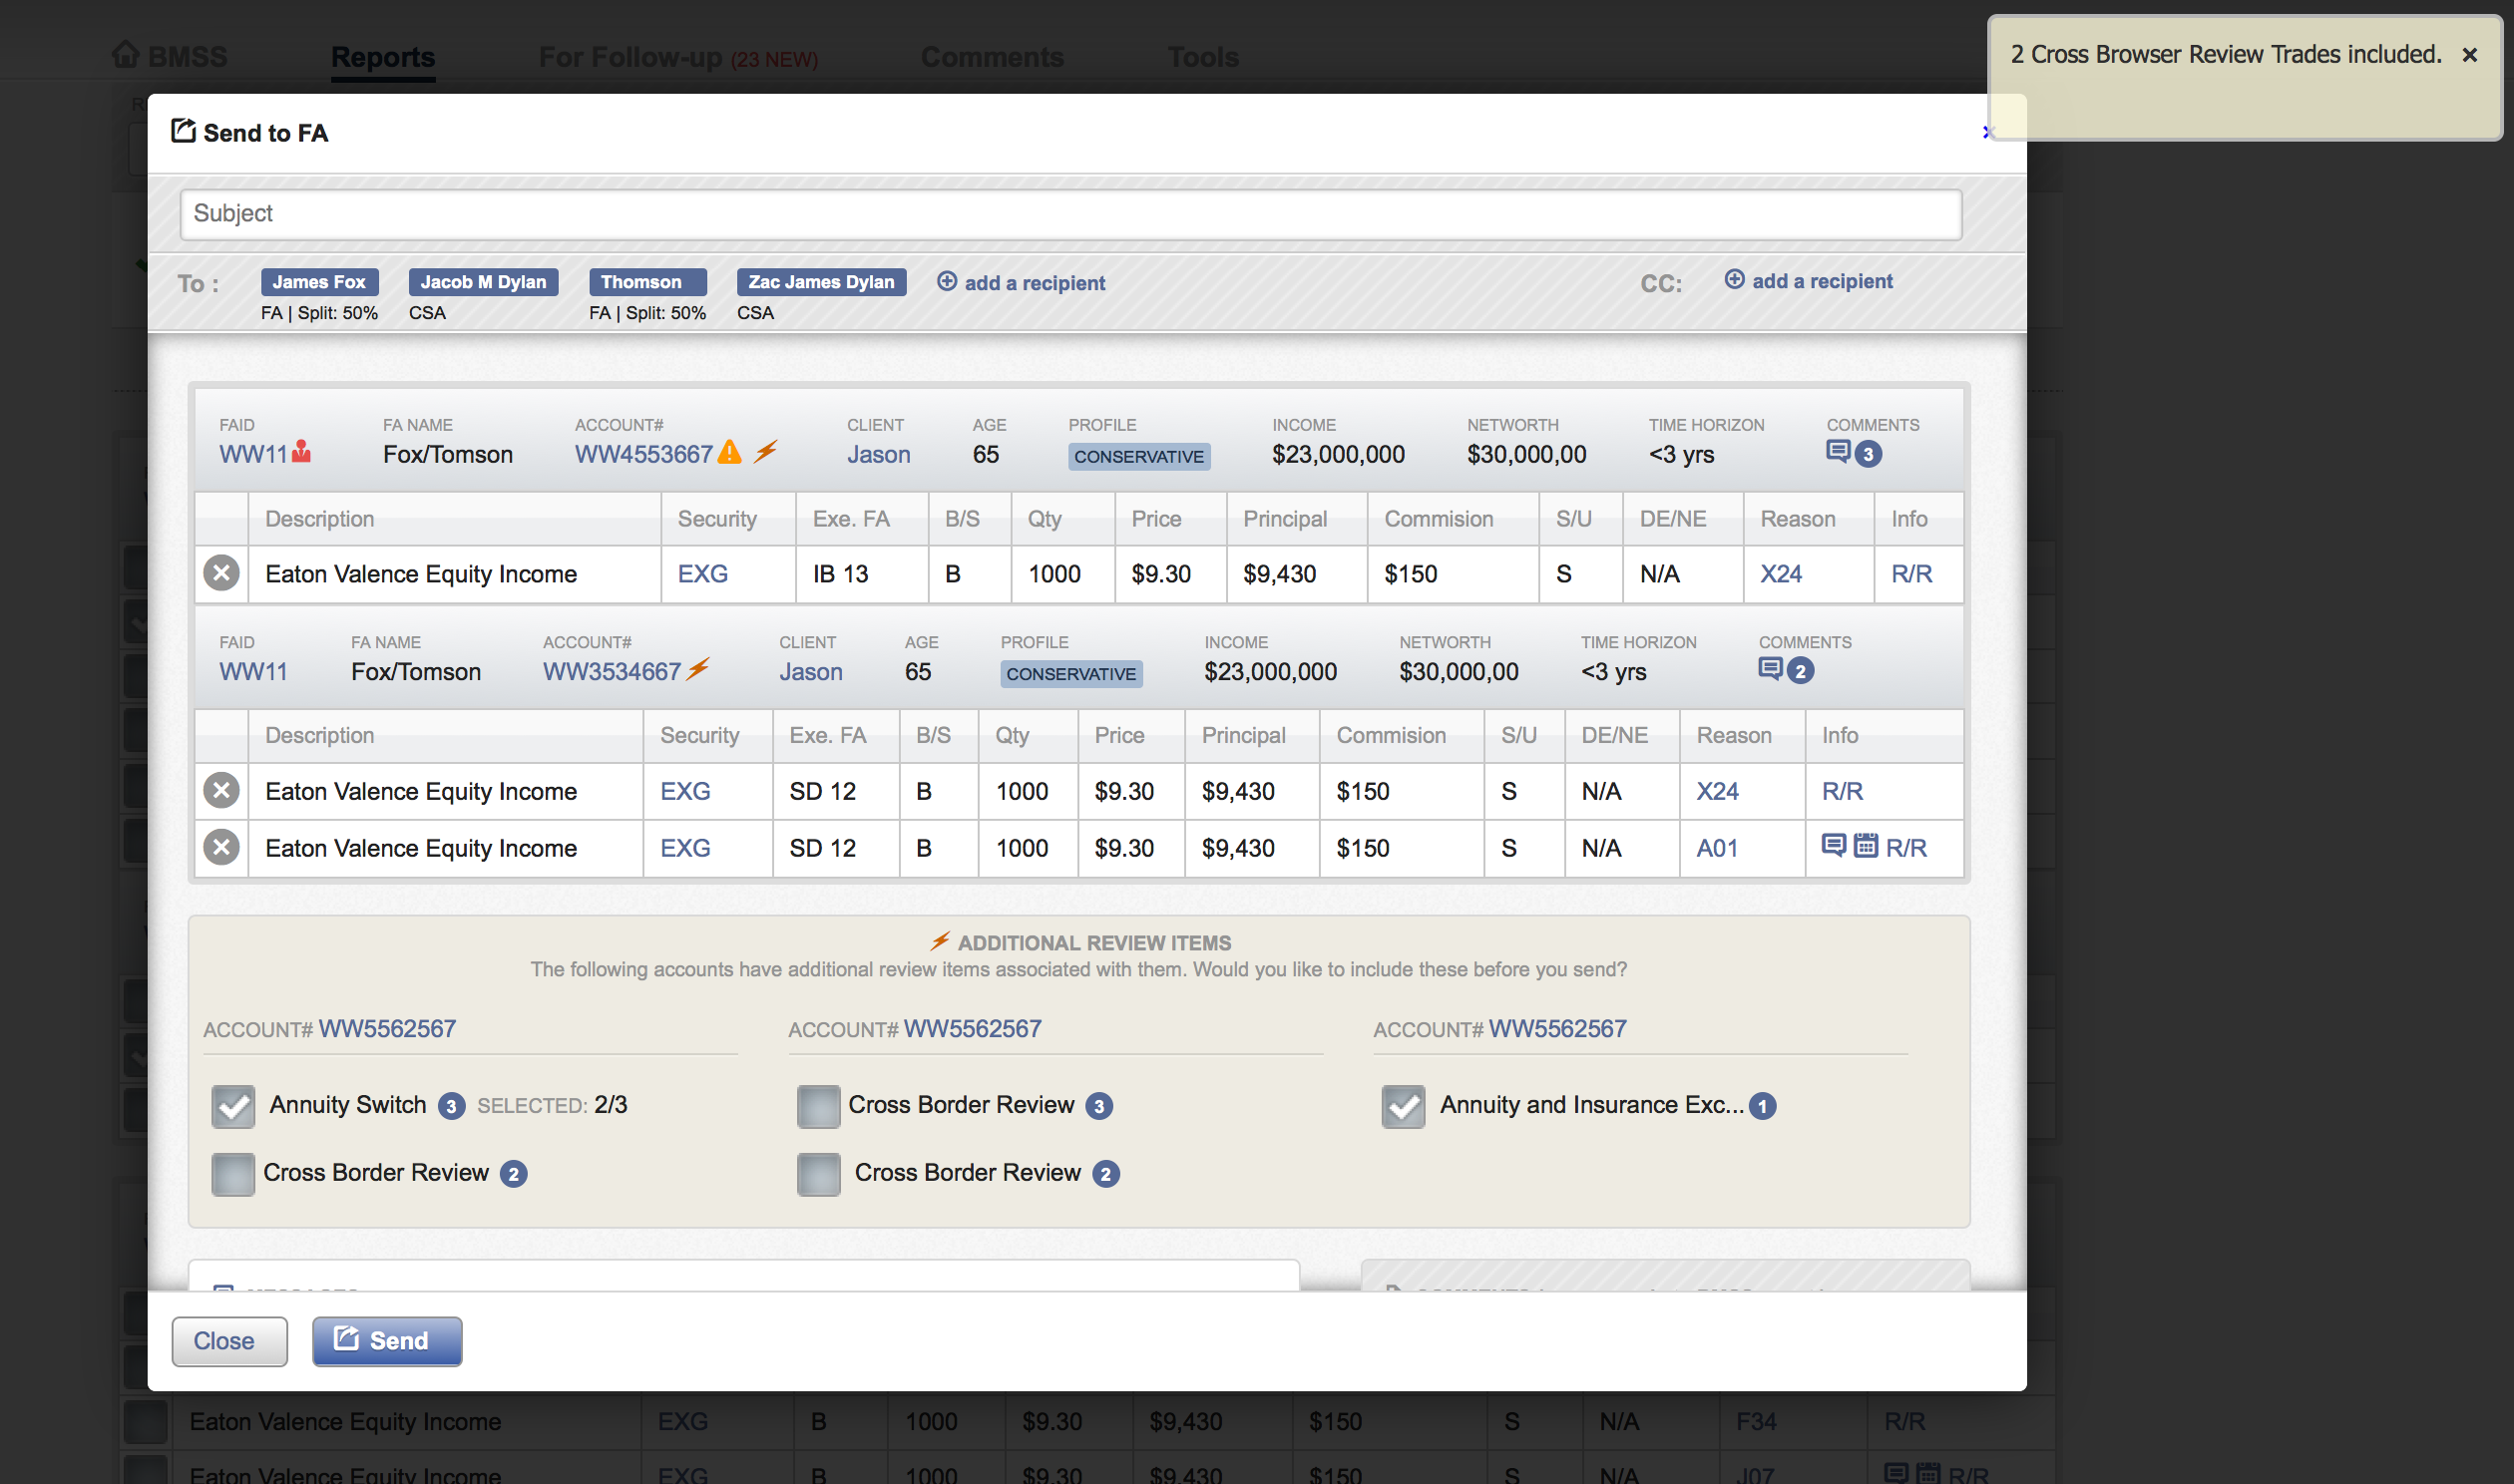 BMSS Reports For Follow-up (23 NEW) Comments Tools
2 Cross Browser Review Trades included.
Send to FA
Subject
To : James Fox Jacob M Dylan Thomson Zac James Dylan add a recipient CC: add a recipient
FA | Split: 50% CSA FA | Split: 50% CSA
FAID FA NAME ACCOUNT# CLIENT AGE PROFILE INCOME NETWORTH TIME HORIZON COMMENTS
WW11 Fox/Tomson WW4553667 Jason 65 CONSERVATIVE $23,000,000 $30,000,00 <3 yrs 3
Description Security Exe. FA B/S Qty Price Principal Commision S/U DE/NE Reason Info
Eaton Valence Equity Income EXG IB 13 B 1000 $9.30 $9,430 $150 S N/A X24 R/R
FAID FA NAME ACCOUNT# CLIENT AGE PROFILE INCOME NETWORTH TIME HORIZON COMMENTS
WW11 Fox/Tomson WW3534667 Jason 65 CONSERVATIVE $23,000,000 $30,000,00 <3 yrs 2
Description Security Exe. FA B/S Qty Price Principal Commision S/U DE/NE Reason Info
Eaton Valence Equity Income EXG SD 12 B 1000 $9.30 $9,430 $150 S N/A X24 R/R
Eaton Valence Equity Income EXG SD 12 B 1000 $9.30 $9,430 $150 S N/A A01 R/R
ADDITIONAL REVIEW ITEMS
The following accounts have additional review items associated with them. Would you like to include these before you send?
ACCOUNT# WW5562567 ACCOUNT# WW5562567 ACCOUNT# WW5562567
Annuity Switch 3 SELECTED: 2/3 Cross Border Review 3 Annuity and Insurance Exc... 1
Cross Border Review 2 Cross Border Review 2
Close Send
Eaton Valence Equity Income EXG B 1000 $9.30 $9,430 $150 S N/A F34 R/R
Eaton Valence Equity Income EXG B 1000 $9.30 $9,430 $150 S N/A J07 R/R